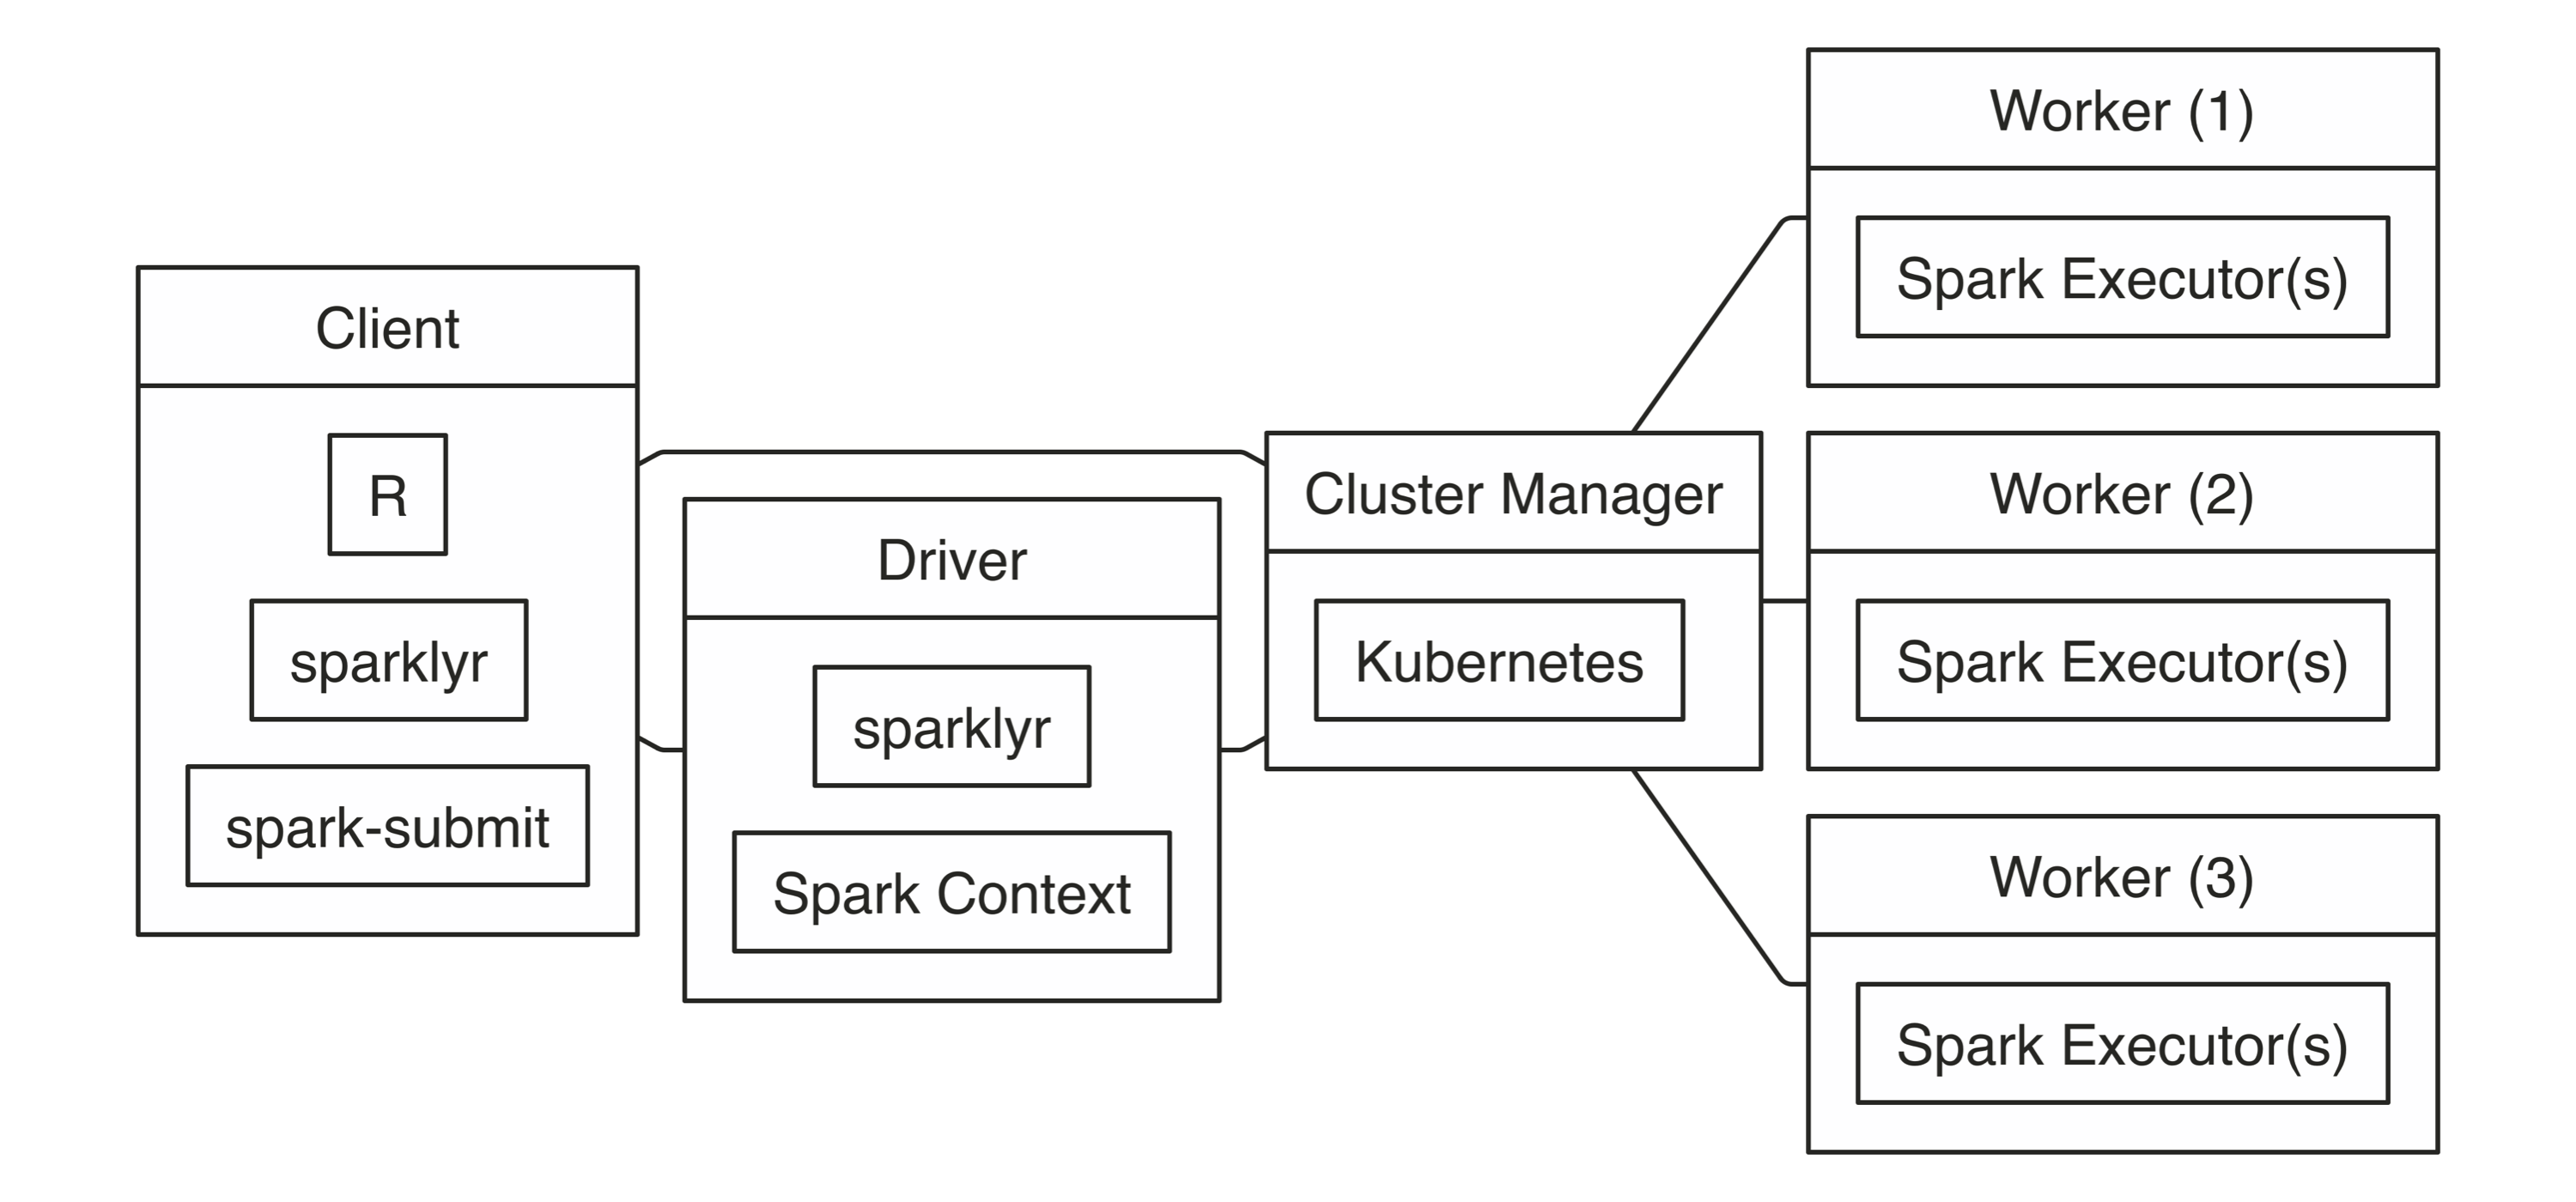 Client
R
sparklyr
spark-submit
Driver
sparklyr
Spark Context
Cluster Manager
Kubernetes
Worker (1)
Spark Executor(s)
Worker (2)
Spark Executor(s)
Worker (3)
Spark Executor(s)